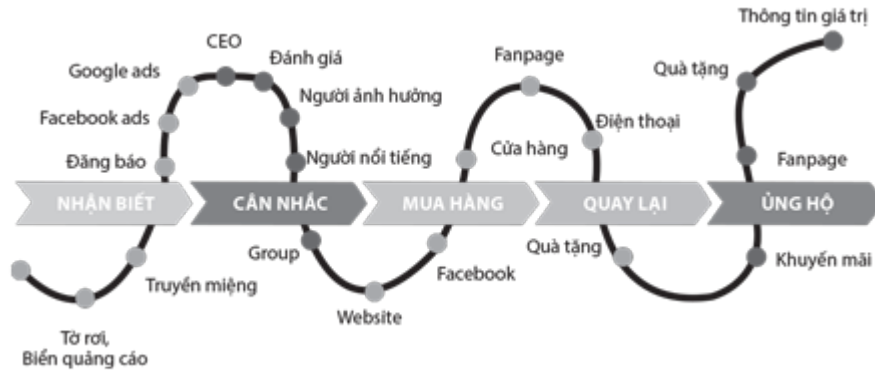 Thông tin giá trị
CEO
Đánh giá
Fanpage
Google ads
Quà tặng
Người ảnh hưởng
Facebook ads
Điện thoại
Đăng báo
Người nổi tiếng
Cửa hàng
Fanpage
NHẬN BIẾT
CÂN NHẮC
MUA HÀNG
QUAY LẠI
ỦNG HỘ
Group
Quà tặng
Khuyến mãi
Truyền miệng
Facebook
Website
Tờ rơi,
Biển quảng cáo